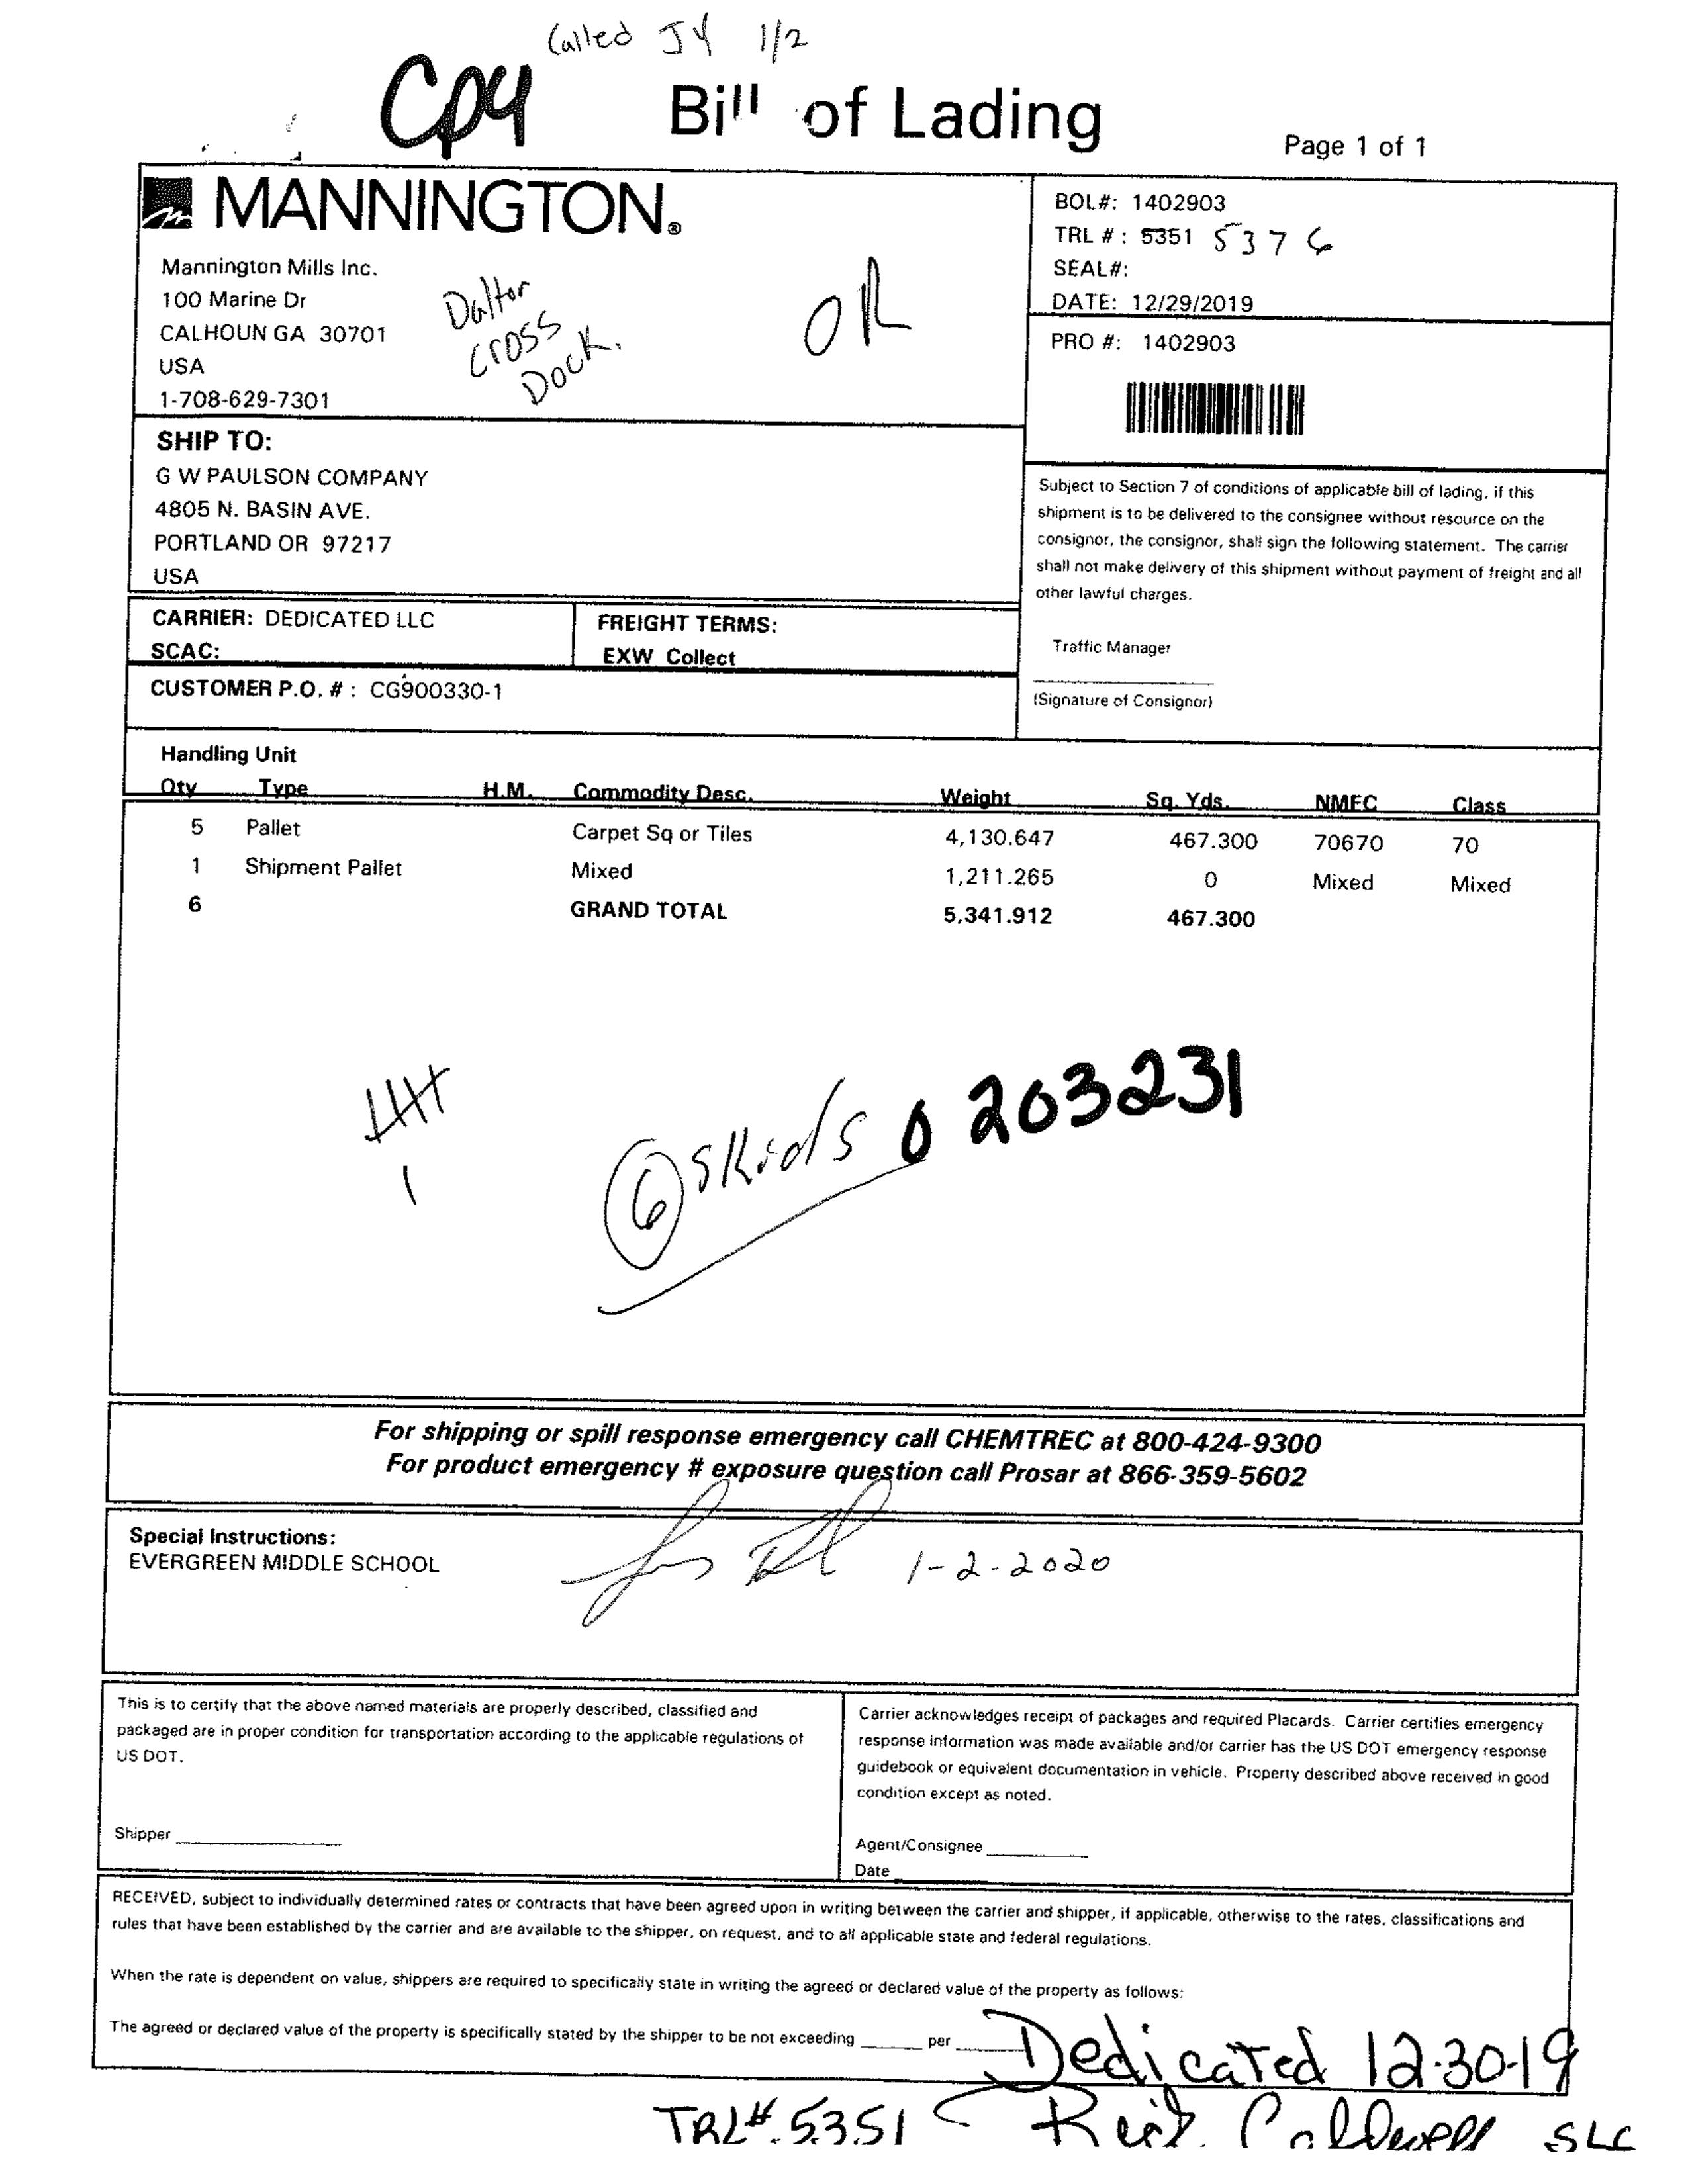 Called JY 1/2
Cpy
Bill of Lading
Page 1 of 1
MANNINGTON®
Mannington Mills Inc.
100 Marine Dr
CALHOUN GA 30701
USA
1-708-629-7301
Dalton
Cross
Dock.
OR
BOL#: 1402903
TRL #: 5351 5376
SEAL#:
DATE: 12/29/2019
PRO #: 1402903
SHIP TO:
G W PAULSON COMPANY
4805 N. BASIN AVE.
PORTLAND OR 97217
USA
Subject to Section 7 of conditions of applicable bill of lading, if this
shipment is to be delivered to the consignee without resource on the
consignor, the consignor, shall sign the following statement. The carrier
shall not make delivery of this shipment without payment of freight and all
other lawful charges.
Traffic Manager
(Signature of Consignor)
CARRIER: DEDICATED LLC
SCAC:
FREIGHT TERMS:
EXW Collect
CUSTOMER P.O. #: CG900330-1
Handling Unit
Qty Type H.M. Commodity Desc. Weight Sq. Yds. NMFC Class
5 Pallet Carpet Sq or Tiles 4,130.647 467.300 70670 70
1 Shipment Pallet Mixed 1,211.265 0 Mixed Mixed
6 GRAND TOTAL 5,341.912 467.300
6 Skids 0 203231
For shipping or spill response emergency call CHEMTREC at 800-424-9300
For product emergency # exposure question call Prosar at 866-359-5602
Special Instructions:
EVERGREEN MIDDLE SCHOOL
1-2-2020
This is to certify that the above named materials are properly described, classified and
packaged are in proper condition for transportation according to the applicable regulations of
US DOT.
Shipper
Carrier acknowledges receipt of packages and required Placards. Carrier certifies emergency
response information was made available and/or carrier has the US DOT emergency response
guidebook or equivalent documentation in vehicle. Property described above received in good
condition except as noted.
Agent/Consignee
Date
RECEIVED, subject to individually determined rates or contracts that have been agreed upon in writing between the carrier and shipper, if applicable, otherwise to the rates, classifications and
rules that have been established by the carrier and are available to the shipper, on request, and to all applicable state and federal regulations.
When the rate is dependent on value, shippers are required to specifically state in writing the agreed or declared value of the property as follows:
The agreed or declared value of the property is specifically stated by the shipper to be not exceeding ______ per ______
Dedicated 12-30-19
TRL#. 5351 Caldwell SLC